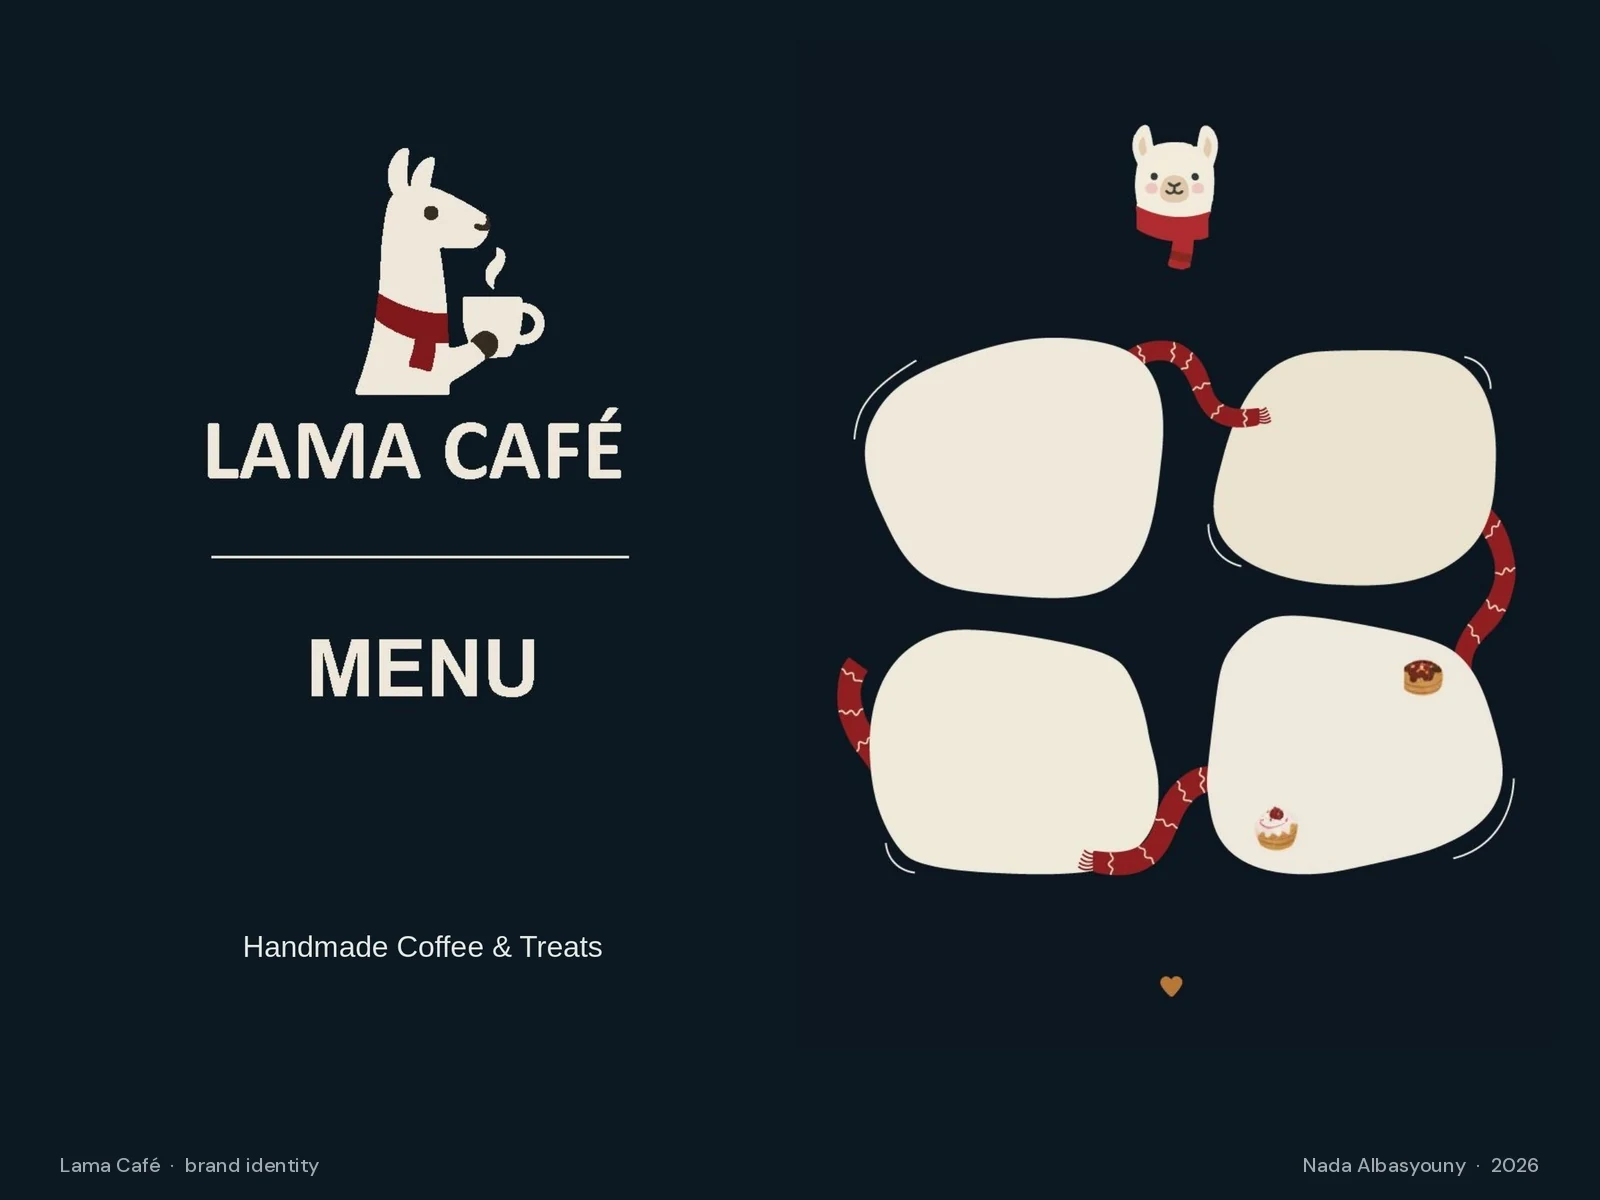 LAMA CAFÉ
MENU
Handmade Coffee & Treats
Lama Café · brand identity
Nada Albasyouny · 2026